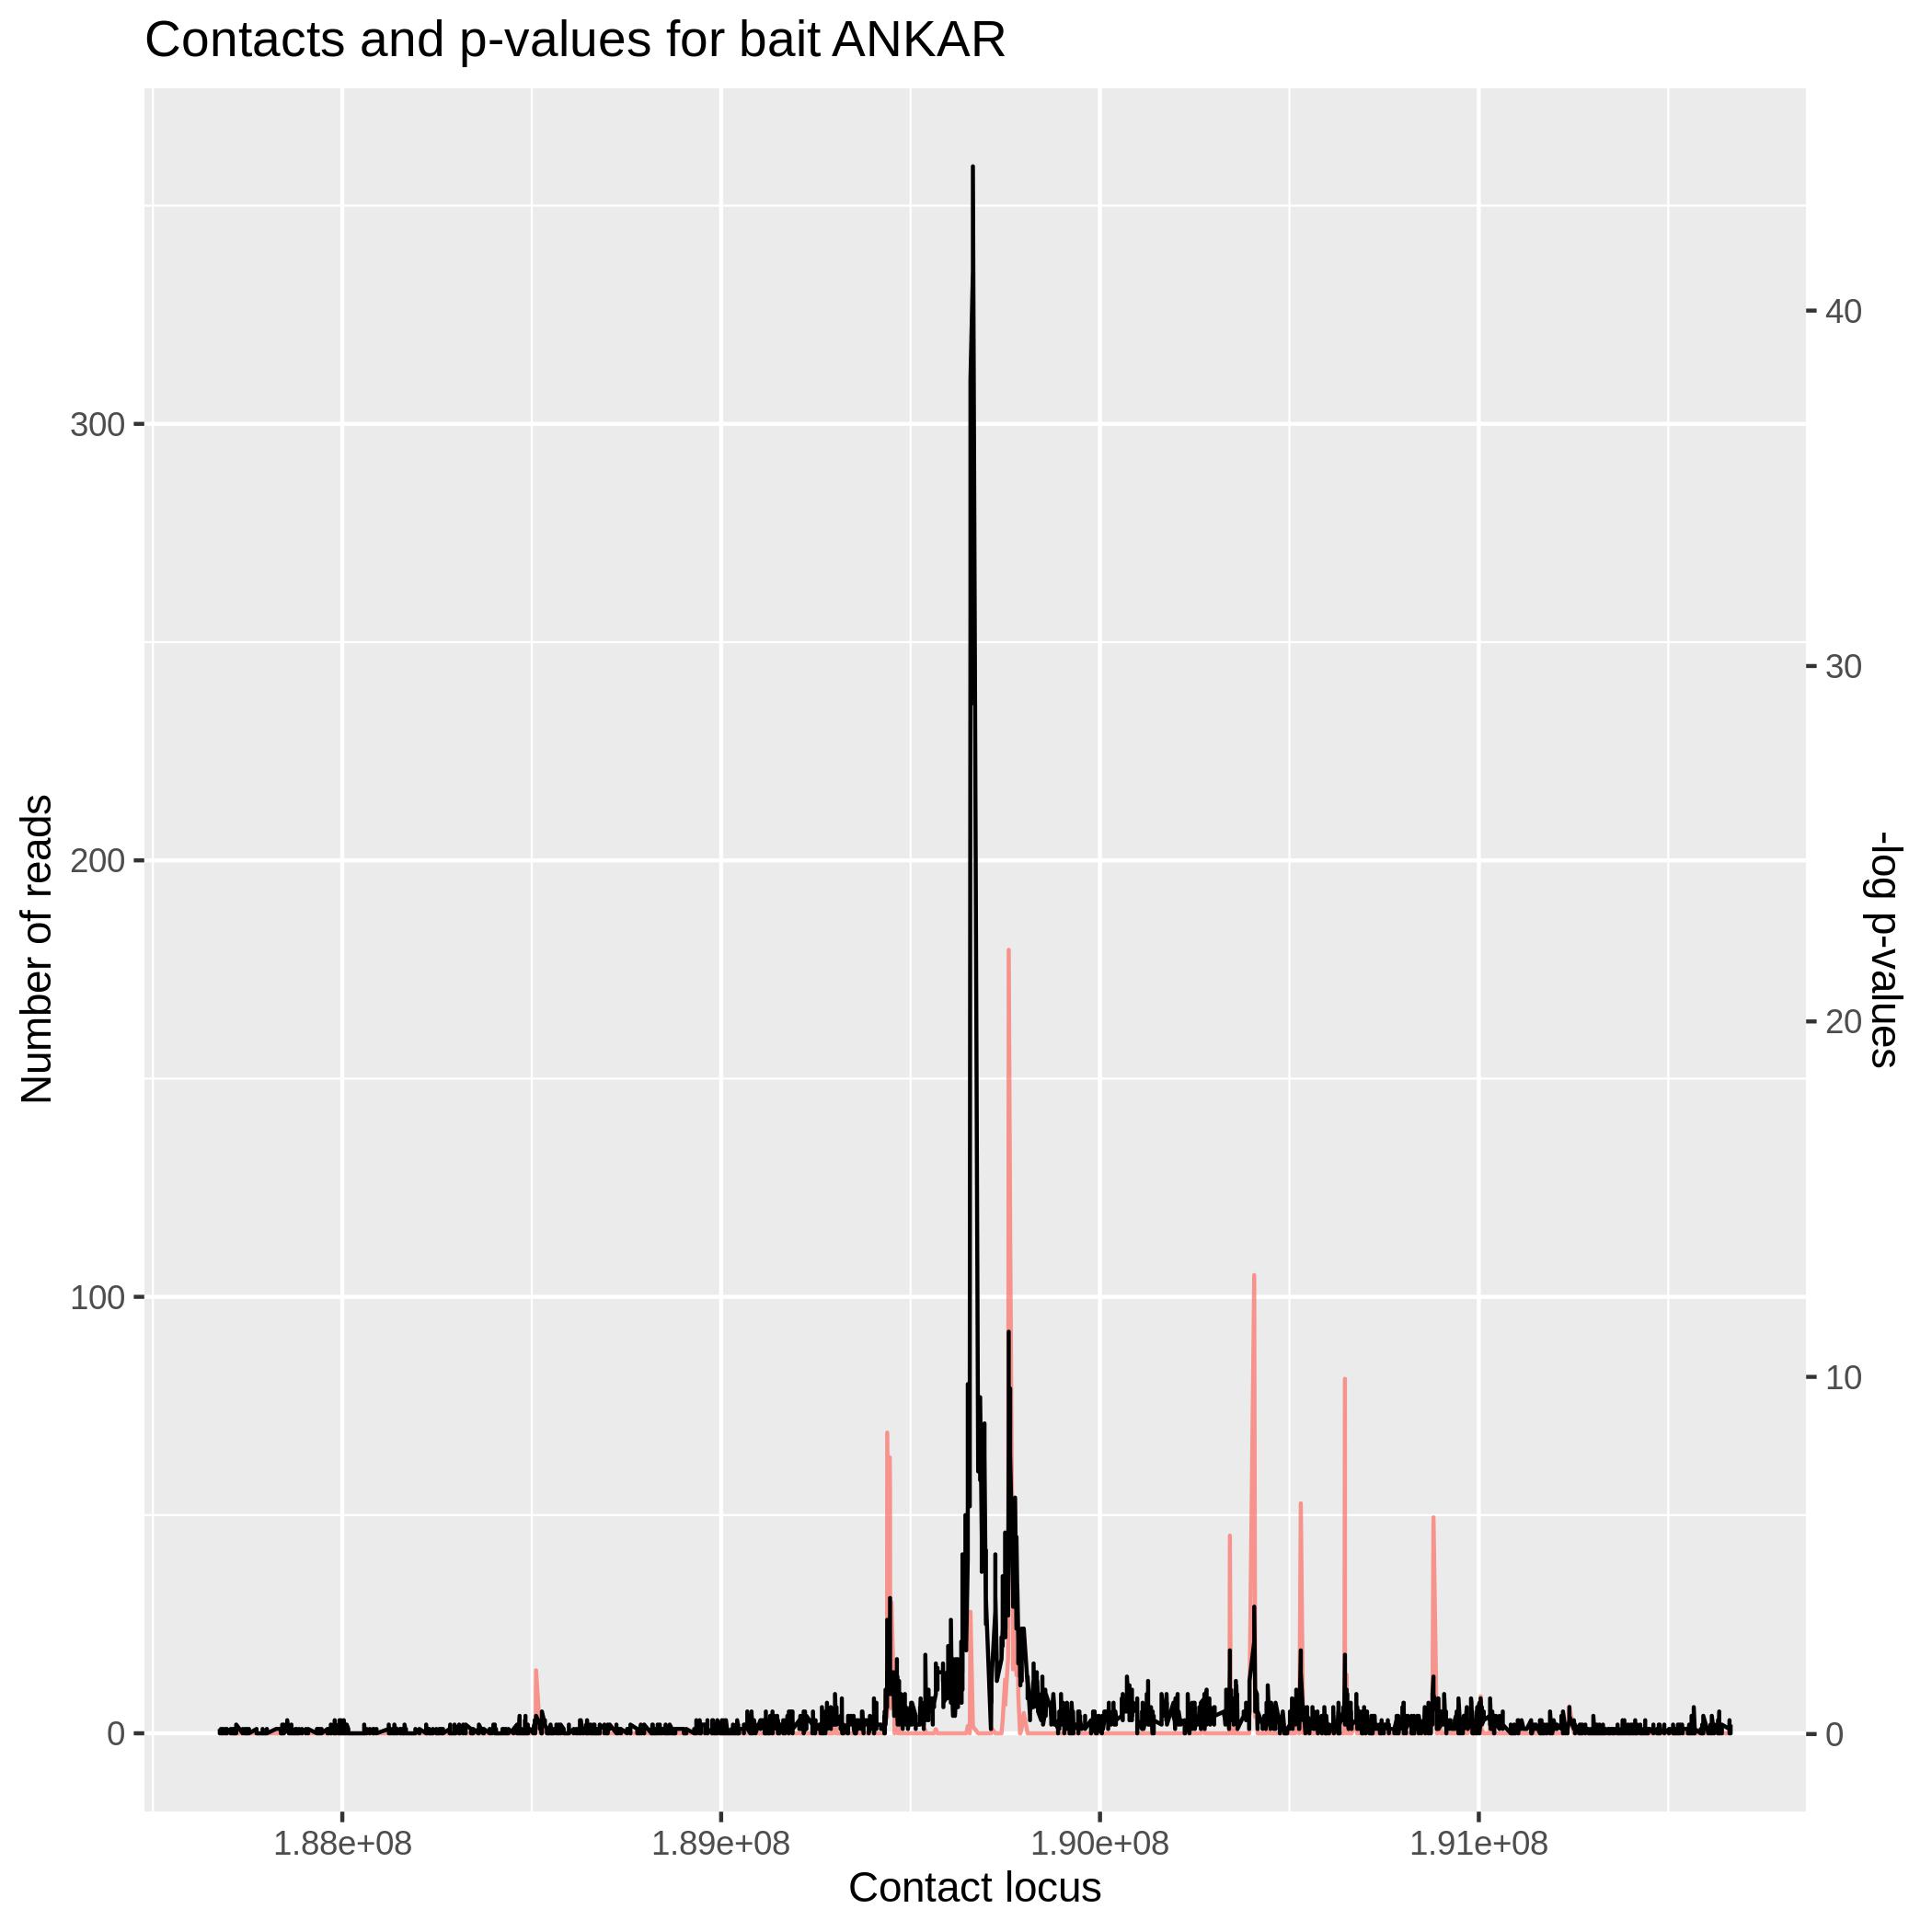 Contacts and p-values for bait ANKAR
Number of reads
300
200
100
0
40
30
20
10
0
-log p-values
1.88e+08
1.89e+08
1.90e+08
1.91e+08
Contact locus